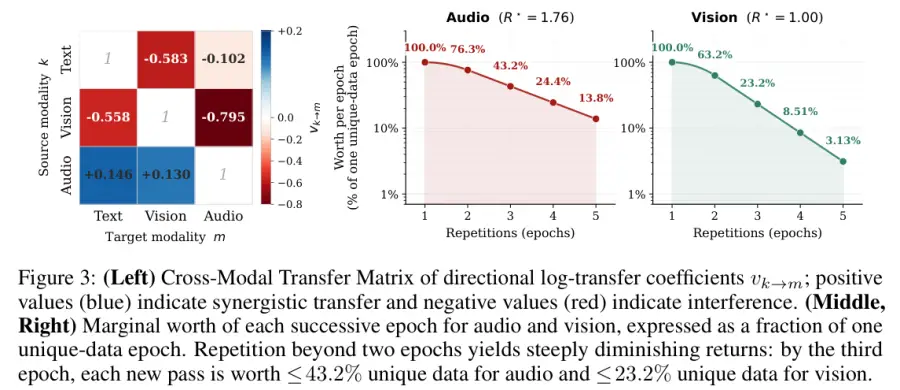 Source modality k
Text
Vision
Audio
1
-0.583
-0.102
-0.558
1
-0.795
+0.146
+0.130
1
Text Vision Audio
Target modality m
+0.2
0.0
−0.2
−0.4
−0.6
−0.8
v k→m
Audio (R* = 1.76)
Worth per epoch
(% of one unique-data epoch)
100%
10%
1%
100.0%
76.3%
43.2%
24.4%
13.8%
1 2 3 4 5
Repetitions (epochs)
Vision (R* = 1.00)
100%
10%
1%
100.0%
63.2%
23.2%
8.51%
3.13%
1 2 3 4 5
Repetitions (epochs)
Figure 3: (Left) Cross-Modal Transfer Matrix of directional log-transfer coefficients vk→m; positive
values (blue) indicate synergistic transfer and negative values (red) indicate interference. (Middle,
Right) Marginal worth of each successive epoch for audio and vision, expressed as a fraction of one
unique-data epoch. Repetition beyond two epochs yields steeply diminishing returns: by the third
epoch, each new pass is worth ≤43.2% unique data for audio and ≤23.2% unique data for vision.